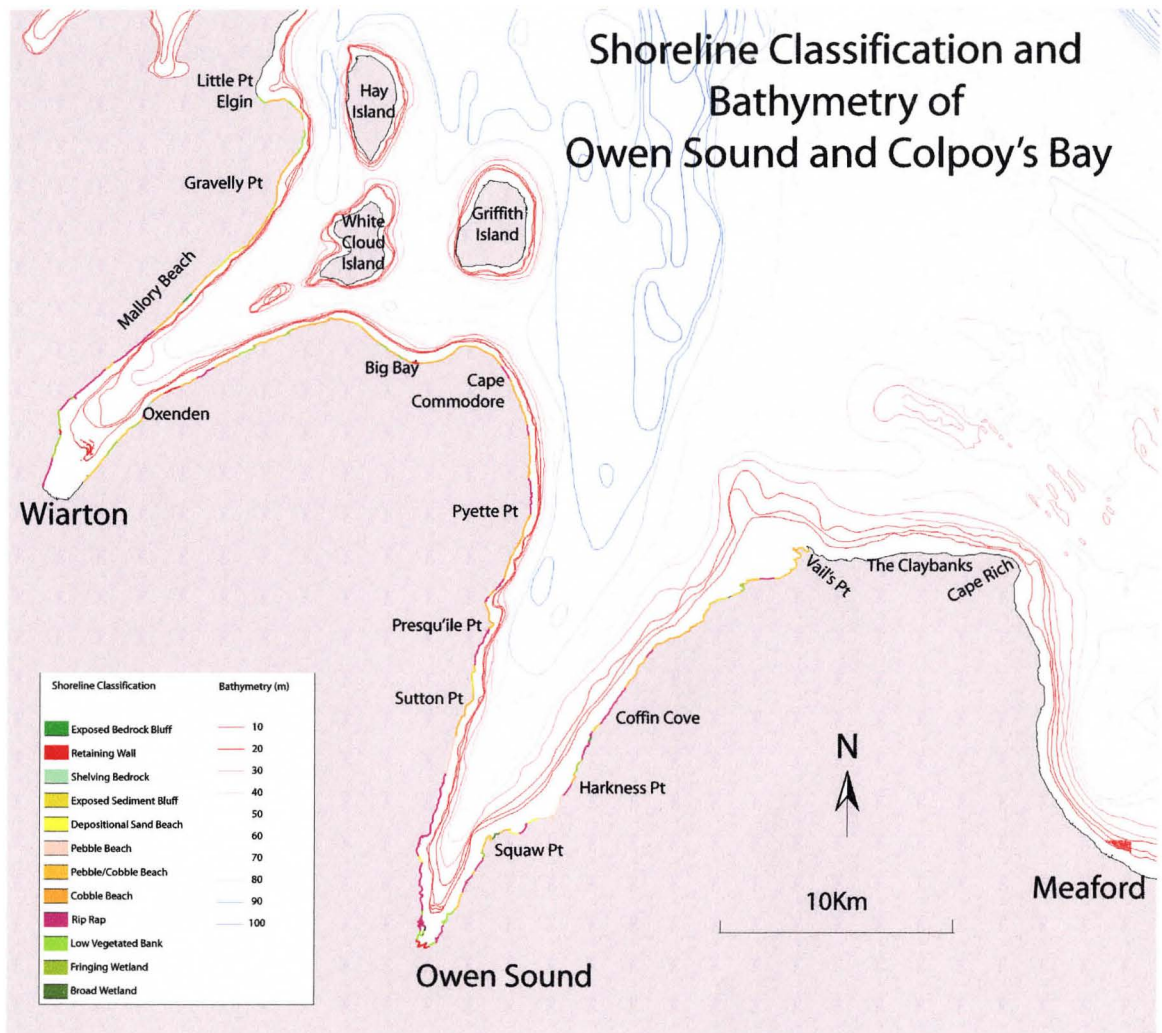 Shoreline Classification and
Bathymetry of
Owen Sound and Colpoy's Bay
Little Pt
Elgin
Hay
Island
Gravelly Pt
White
Cloud
Island
Griffith
Island
Mallory Beach
Big Bay
Cape
Commodore
Oxenden
Wiarton
Pyette Pt
Vail's Pt
The Claybanks
Cape Rich
Presqu'ile Pt
Sutton Pt
Coffin Cove
Harkness Pt
Squaw Pt
N
10Km
Meaford
Owen Sound
Shoreline Classification
Exposed Bedrock Bluff
Retaining Wall
Shelving Bedrock
Exposed Sediment Bluff
Depositional Sand Beach
Pebble Beach
Pebble/Cobble Beach
Cobble Beach
Rip Rap
Low Vegetated Bank
Fringing Wetland
Broad Wetland
Bathymetry (m)
10
20
30
40
50
60
70
80
90
100